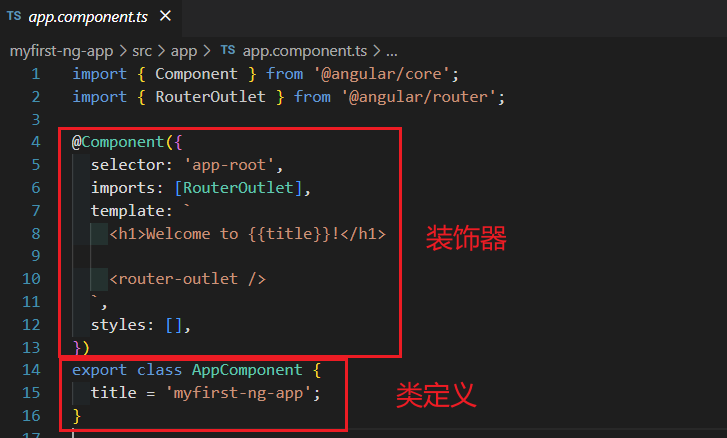 TS app.component.ts ×
myfirst-ng-app > src > app > TS app.component.ts > ...
1 import { Component } from '@angular/core';
2 import { RouterOutlet } from '@angular/router';
3
4 @Component({
5   selector: 'app-root',
6   imports: [RouterOutlet],
7   template: `
8     <h1>Welcome to {{title}}!</h1>
装饰器
9
10     <router-outlet />
11   `,
12   styles: [],
13 })
14 export class AppComponent {
15   title = 'myfirst-ng-app';
类定义
16 }
17